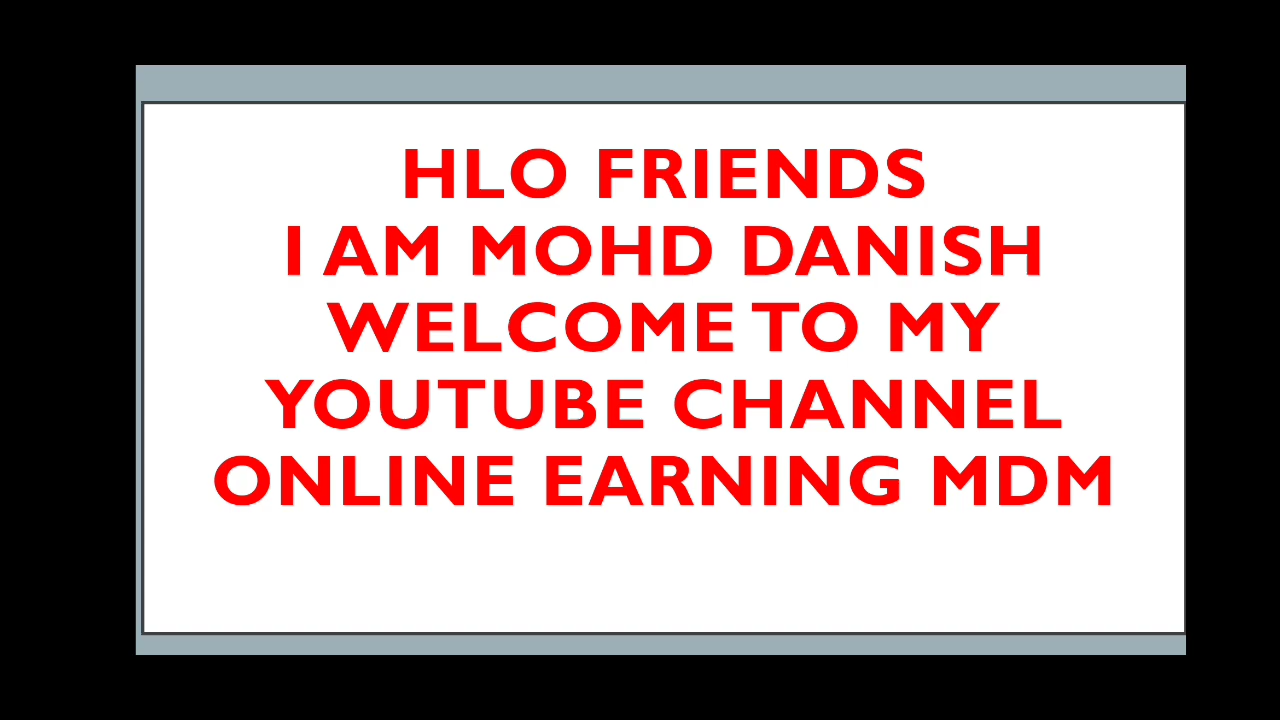 HLO FRIENDS
I AM MOHD DANISH
WELCOME TO MY
YOUTUBE CHANNEL
ONLINE EARNING MDM